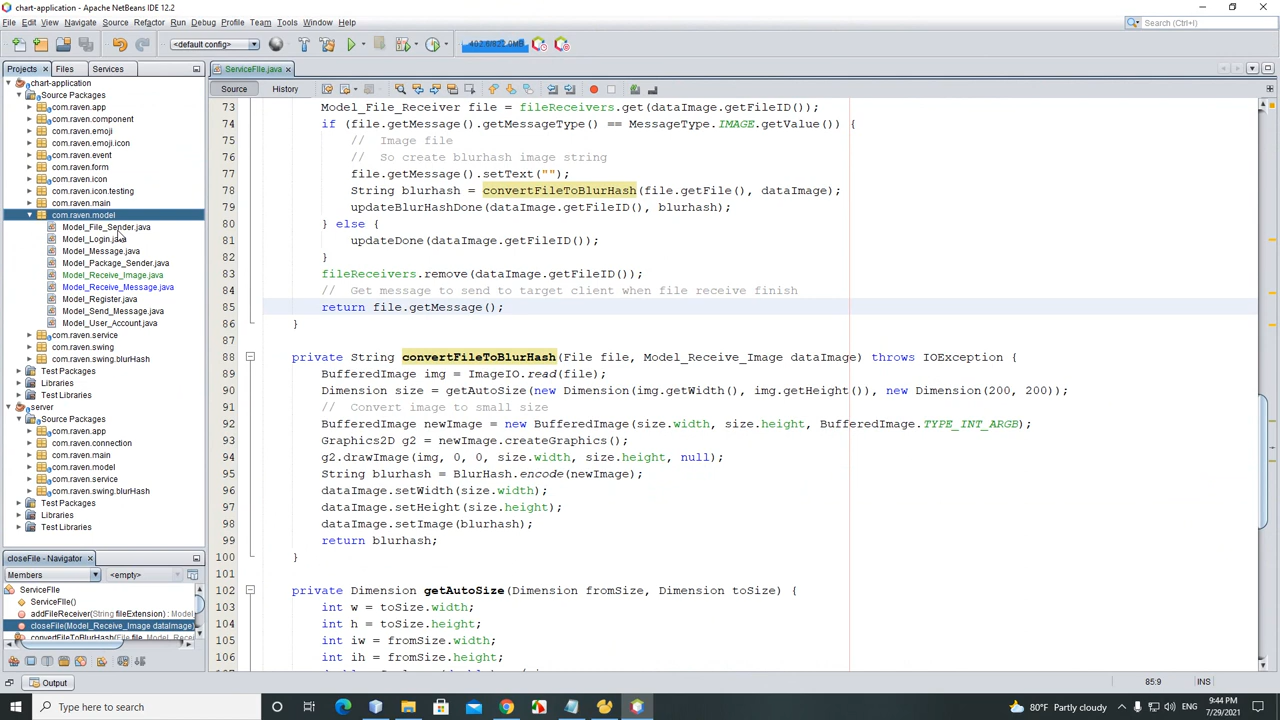 chart-application - Apache NetBeans IDE 12.2
File Edit View Navigate Source Refactor Run Debug Profile Team Tools Window Help
Search (Ctrl+I)
<default config>
Projects Files Services
ServiceFIle.java
Source History
chart-application
Source Packages
com.raven.app
com.raven.component
com.raven.emoji
com.raven.emoji.icon
com.raven.event
com.raven.form
com.raven.icon
com.raven.icon.testing
com.raven.main
com.raven.model
Model_File_Sender.java
Model_Login.java
Model_Message.java
Model_Package_Sender.java
Model_Receive_Image.java
Model_Receive_Message.java
Model_Register.java
Model_Send_Message.java
Model_User_Account.java
com.raven.service
com.raven.swing
com.raven.swing.blurHash
Test Packages
Libraries
Test Libraries
server
Source Packages
com.raven.app
com.raven.connection
com.raven.main
com.raven.model
com.raven.service
com.raven.swing.blurHash
Test Packages
Libraries
Test Libraries
closeFile - Navigator
Members <empty>
ServiceFIle
ServiceFIle()
addFileReceiver(String fileExtension) : Model
closeFile(Model_Receive_Image dataImage)
convertFileToBlurHash(File file, Model_Recei
73 Model_File_Receiver file = fileReceivers.get(dataImage.getFileID());
74 if (file.getMessage().getMessageType() == MessageType.IMAGE.getValue()) {
75 // Image file
76 // So create blurhash image string
77 file.getMessage().setText("");
78 String blurhash = convertFileToBlurHash(file.getFile(), dataImage);
79 updateBlurHashDone(dataImage.getFileID(), blurhash);
80 } else {
81 updateDone(dataImage.getFileID());
82 }
83 fileReceivers.remove(dataImage.getFileID());
84 // Get message to send to target client when file receive finish
85 return file.getMessage();
86 }
87
88 private String convertFileToBlurHash(File file, Model_Receive_Image dataImage) throws IOException {
89 BufferedImage img = ImageIO.read(file);
90 Dimension size = getAutoSize(new Dimension(img.getWidth(), img.getHeight()), new Dimension(200, 200));
91 // Convert image to small size
92 BufferedImage newImage = new BufferedImage(size.width, size.height, BufferedImage.TYPE_INT_ARGB);
93 Graphics2D g2 = newImage.createGraphics();
94 g2.drawImage(img, 0, 0, size.width, size.height, null);
95 String blurhash = BlurHash.encode(newImage);
96 dataImage.setWidth(size.width);
97 dataImage.setHeight(size.height);
98 dataImage.setImage(blurhash);
99 return blurhash;
100 }
101
102 private Dimension getAutoSize(Dimension fromSize, Dimension toSize) {
103 int w = toSize.width;
104 int h = toSize.height;
105 int iw = fromSize.width;
106 int ih = fromSize.height;
Output
85:9 INS
Type here to search
80°F Partly cloudy
9:44 PM
7/29/2021